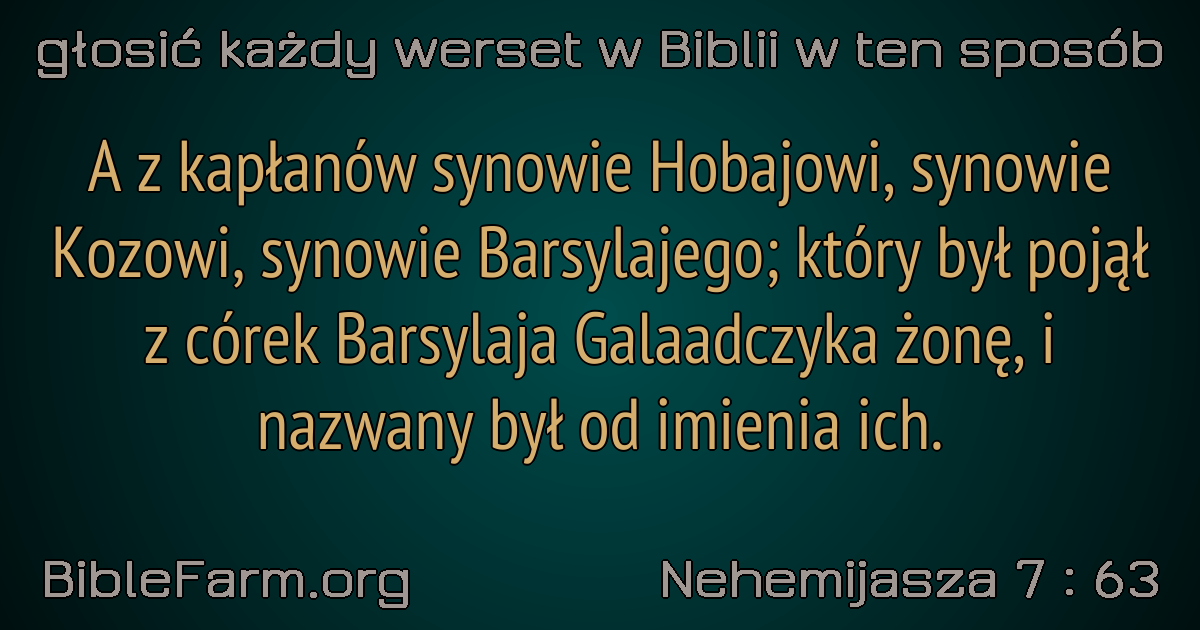 głosić każdy werset w Biblii w ten sposób
A z kapłanów synowie Hobajowi, synowie
Kozowi, synowie Barsylajego; który był pojął
z córek Barsylaja Galaadczyka żonę, i
nazwany był od imienia ich.
BibleFarm.org
Nehemijasza 7 : 63